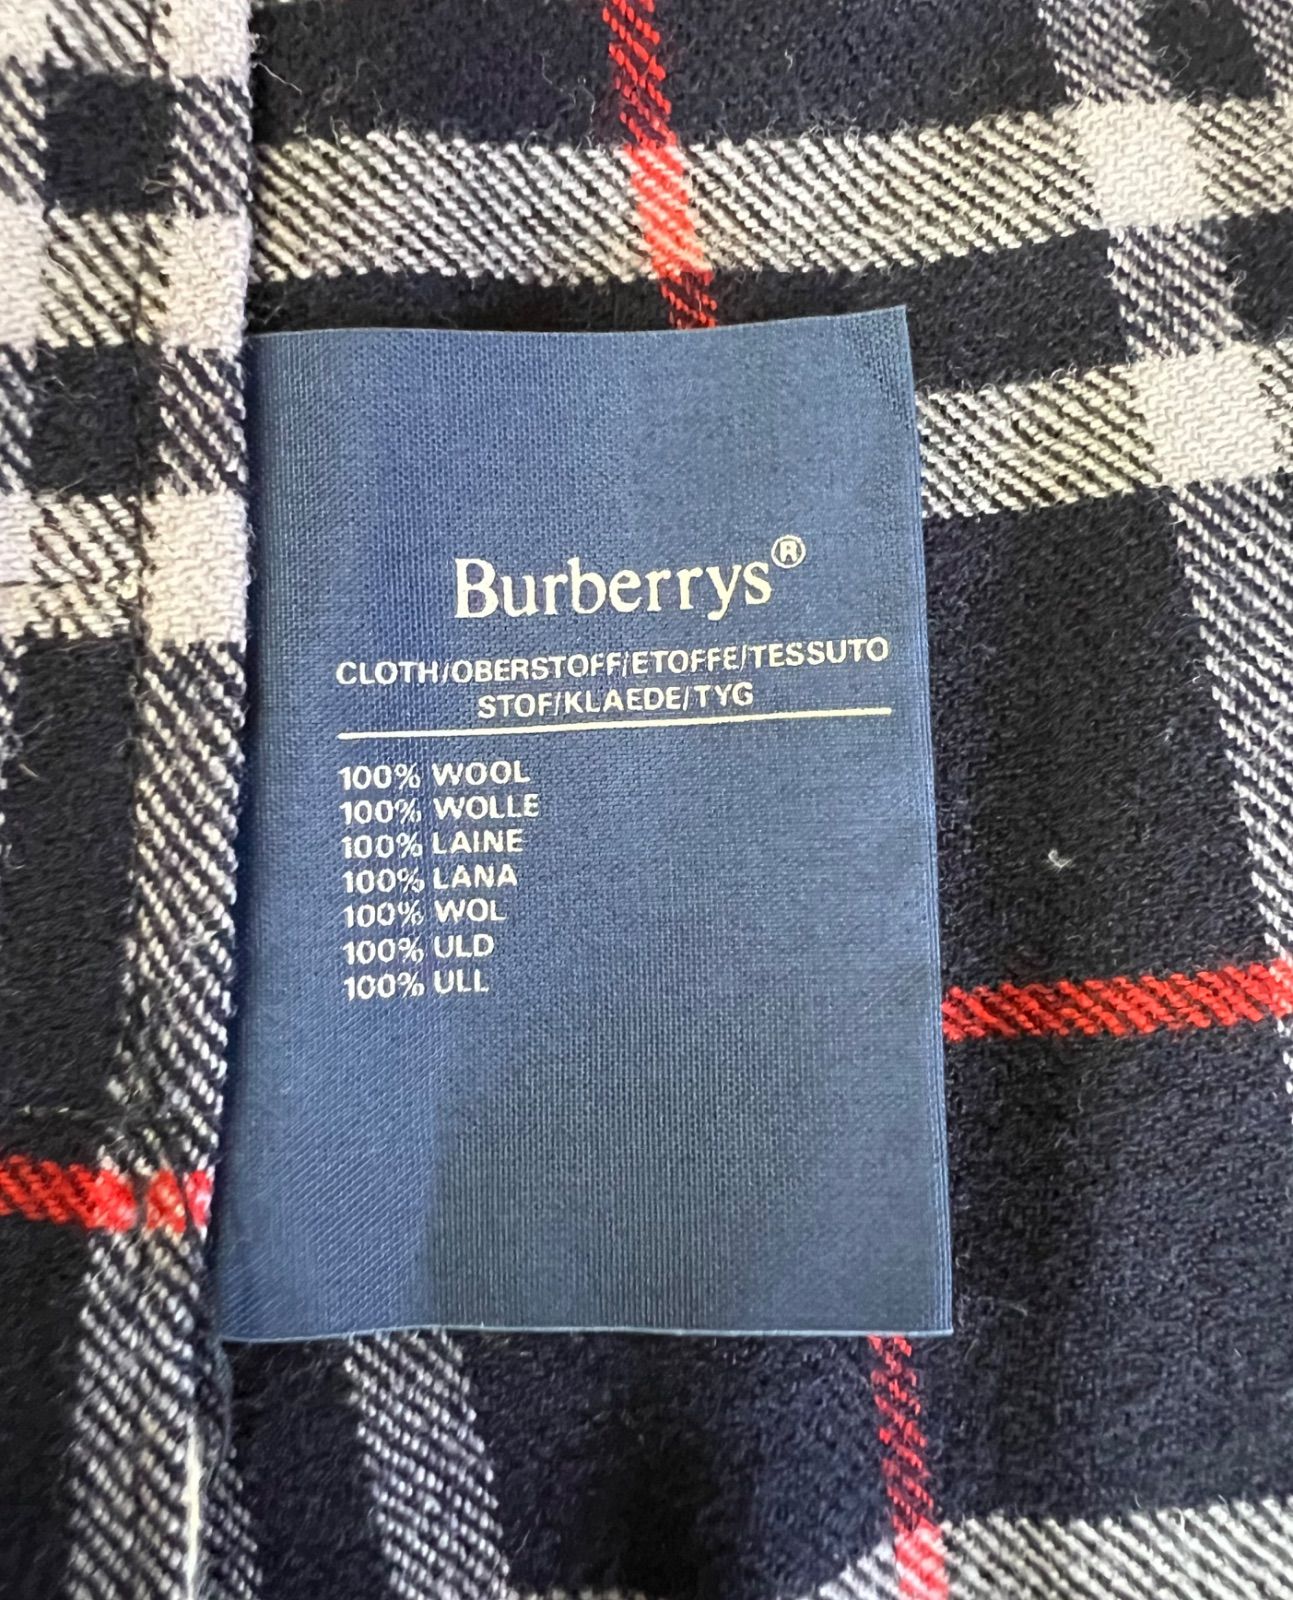 Burberrys®
CLOTH/OBERSTOFF/ETOFFE/TESSUTO
STOF/KLAEDE/TYG
100% WOOL
100% WOLLE
100% LAINE
100% LANA
100% WOL
100% ULD
100% ULL